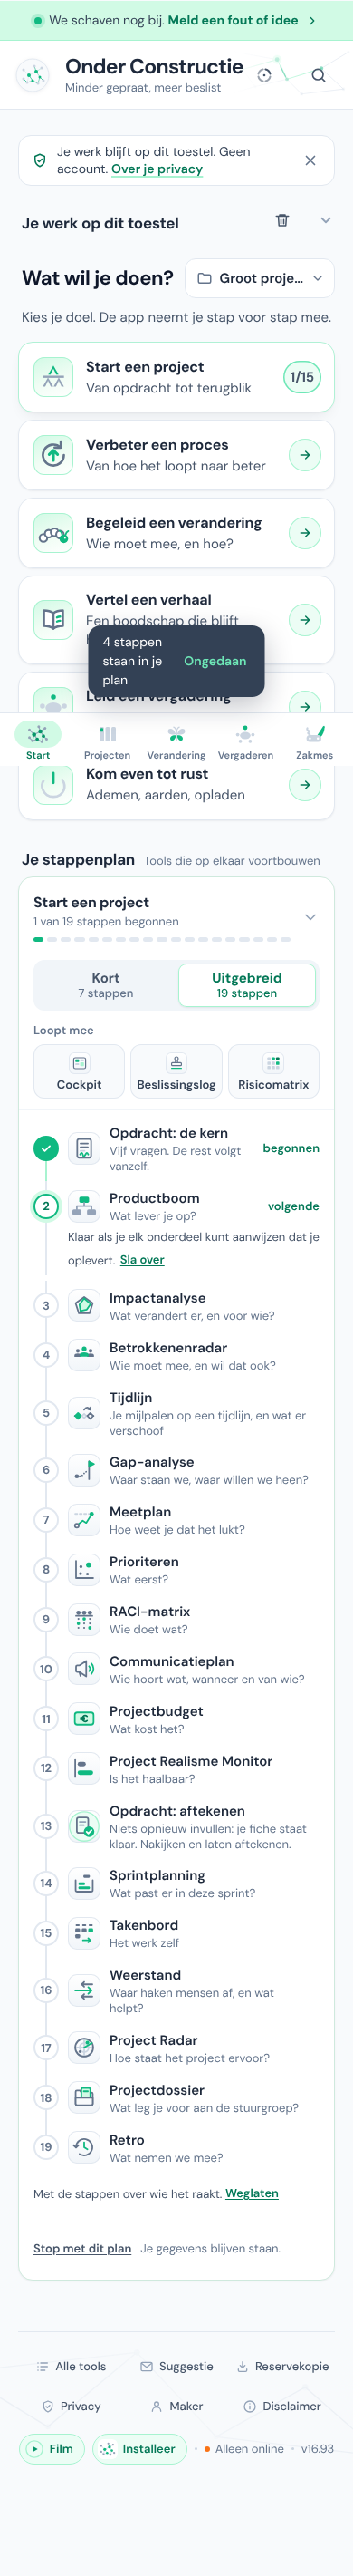 We schaven nog bij. Meld een fout of idee
Onder Constructie
Minder gepraat, meer beslist
Je werk blijft op dit toestel. Geen
account. Over je privacy
Je werk op dit toestel
Wat wil je doen?
Groot proje...
Kies je doel. De app neemt je stap voor stap mee.
Start een project
Van opdracht tot terugblik
1/15
Verbeter een proces
Van hoe het loopt naar beter
Begeleid een verandering
Wie moet mee, en hoe?
Vertel een verhaal
Een boodschap die blijft
4 stappen
staan in je
plan
Ongedaan
Leid een vergadering
Start
Projecten
Verandering
Vergaderen
Zakmes
Kom even tot rust
Ademen, aarden, opladen
Je stappenplan
Tools die op elkaar voortbouwen
Start een project
1 van 19 stappen begonnen
Kort
7 stappen
Uitgebreid
19 stappen
Loopt mee
Cockpit
Beslissingslog
Risicomatrix
Opdracht: de kern
Vijf vragen. De rest volgt
vanzelf.
begonnen
2
Productboom
Wat lever je op?
volgende
Klaar als je elk onderdeel kunt aanwijzen dat je
oplevert. Sla over
3
Impactanalyse
Wat verandert er, en voor wie?
4
Betrokkenenradar
Wie moet mee, en wil dat ook?
5
Tijdlijn
Je mijlpalen op een tijdlijn, en wat er
verschoof
6
Gap-analyse
Waar staan we, waar willen we heen?
7
Meetplan
Hoe weet je dat het lukt?
8
Prioriteren
Wat eerst?
9
RACI-matrix
Wie doet wat?
10
Communicatieplan
Wie hoort wat, wanneer en van wie?
11
Projectbudget
Wat kost het?
12
Project Realisme Monitor
Is het haalbaar?
13
Opdracht: aftekenen
Niets opnieuw invullen: je fiche staat
klaar. Nakijken en laten aftekenen.
14
Sprintplanning
Wat past er in deze sprint?
15
Takenbord
Het werk zelf
16
Weerstand
Waar haken mensen af, en wat
helpt?
17
Project Radar
Hoe staat het project ervoor?
18
Projectdossier
Wat leg je voor aan de stuurgroep?
19
Retro
Wat nemen we mee?
Met de stappen over wie het raakt. Weglaten
Stop met dit plan
Je gegevens blijven staan.
Alle tools
Suggestie
Reservekopie
Privacy
Maker
Disclaimer
Film
Installeer
• Alleen online • v16.93